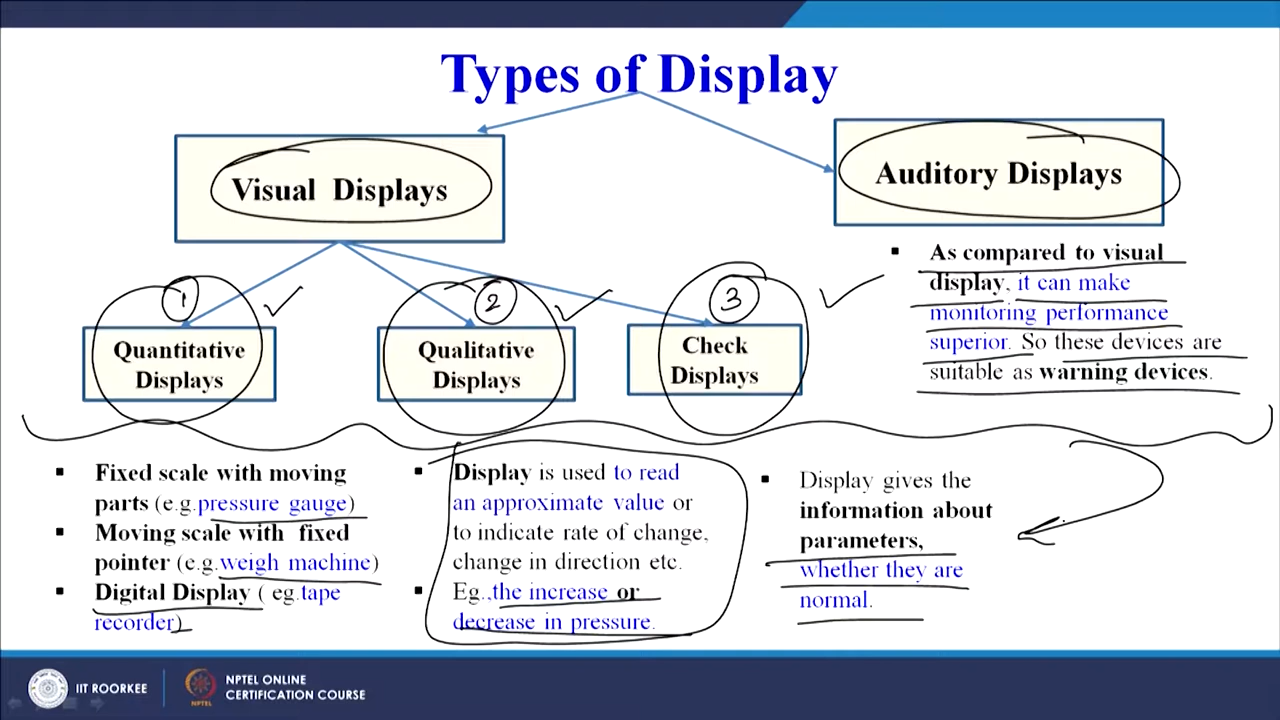 Types of Display
Visual Displays
Auditory Displays
1
2
3
Quantitative
Displays
Qualitative
Displays
Check
Displays
▪ As compared to visual
display, it can make
monitoring performance
superior. So these devices are
suitable as warning devices.
▪ Fixed scale with moving
parts (e.g.pressure gauge)
▪ Moving scale with fixed
pointer (e.g.weigh machine)
▪ Digital Display ( eg.tape
recorder)
▪ Display is used to read
an approximate value or
to indicate rate of change,
change in direction etc.
▪ Eg.,the increase or
decrease in pressure.
▪ Display gives the
information about
parameters,
whether they are
normal.
IIT ROORKEE
NPTEL
NPTEL ONLINE
CERTIFICATION COURSE